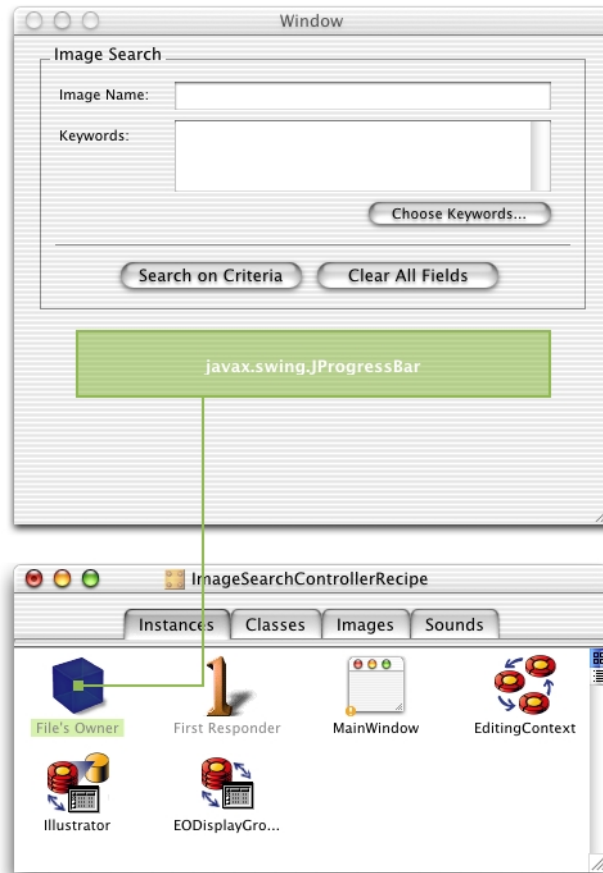 Window
Image Search
Image Name:
Keywords:
Choose Keywords...
Search on Criteria
Clear All Fields
javax.swing.JProgressBar
ImageSearchControllerRecipe
Instances
Classes
Images
Sounds
File's Owner
First Responder
MainWindow
EditingContext
Illustrator
EODisplayGro...